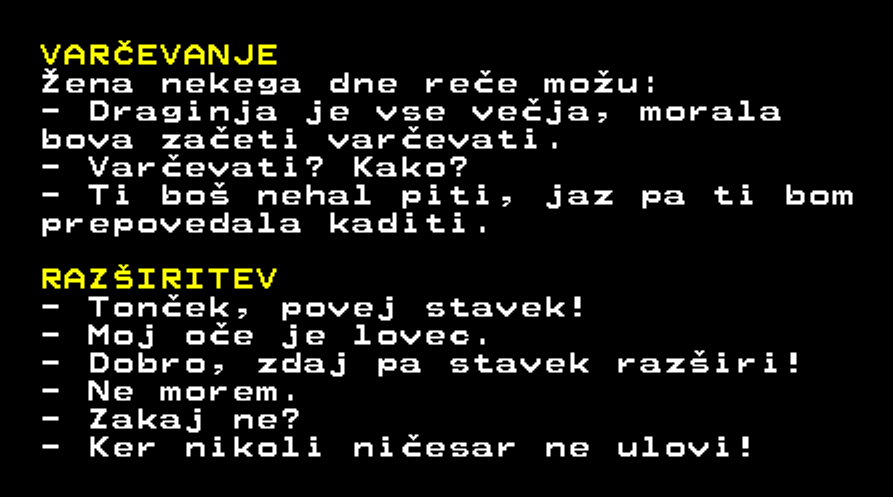 VARČEVANJE
Žena nekega dne reče možu:
- Draginja je vse večja, morala
bova začeti varčevati.
- Varčevati? Kako?
- Ti boš nehal piti, jaz pa ti bom
prepovedala kaditi.
RAZŠIRITEV
- Tonček, povej stavek!
- Moj oče je lovec.
- Dobro, zdaj pa stavek razširi!
- Ne morem.
- Zakaj ne?
- Ker nikoli ničesar ne ulovi!